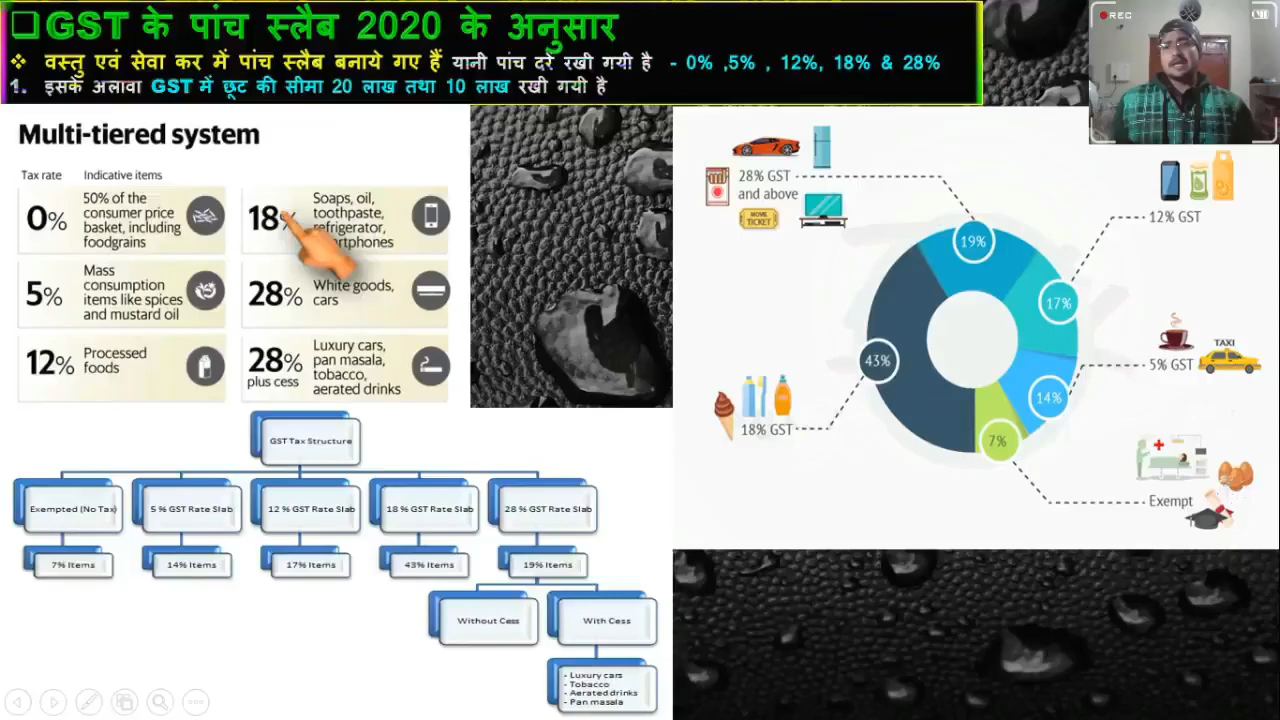 ❑GST के पांच स्लैब 2020 के अनुसार
❖ वस्तु एवं सेवा कर में पांच स्लैब बनाये गए हैं यानी पांच दरें रखी गयी है - 0% ,5% , 12%, 18% & 28%
1. इसके अलावा GST में छूट की सीमा 20 लाख तथा 10 लाख रखी गयी है
REC
Multi-tiered system
Tax rate Indicative items
0%
50% of the
consumer price
basket, including
foodgrains
18%
Soaps, oil,
toothpaste,
refrigerator,
5%
Mass
consumption
items like spices
and mustard oil
28%
White goods,
cars
12%
Processed
foods
28%
plus cess
Luxury cars,
pan masala,
tobacco,
aerated drinks
GST Tax Structure
Exempted (No Tax)
5 % GST Rate Slab
12 % GST Rate Slab
18 % GST Rate Slab
28 % GST Rate Slab
7% Items
14% Items
17% Items
43% Items
19% Items
Without Cess
With Cess
- Luxury cars
- Tobacco
- Aerated drinks
- Pan masala
28% GST
and above
MOVIE
TICKET
19%
12% GST
17%
43%
TAXI
5% GST
14%
18% GST
7%
Exempt